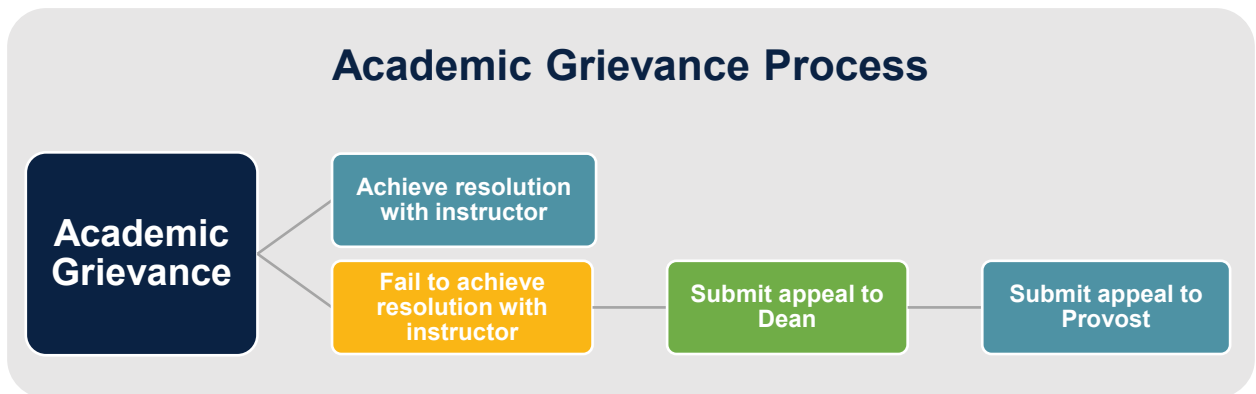 Academic Grievance Process
Academic
Grievance
Achieve resolution
with instructor
Fail to achieve
resolution with
instructor
Submit appeal to
Dean
Submit appeal to
Provost